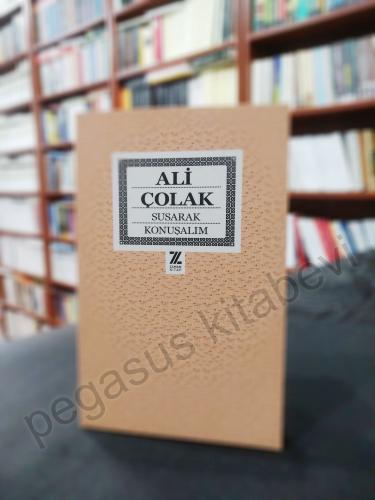 ALİ
ÇOLAK
SUSARAK
KONUŞALIM
pegasus kitabevi